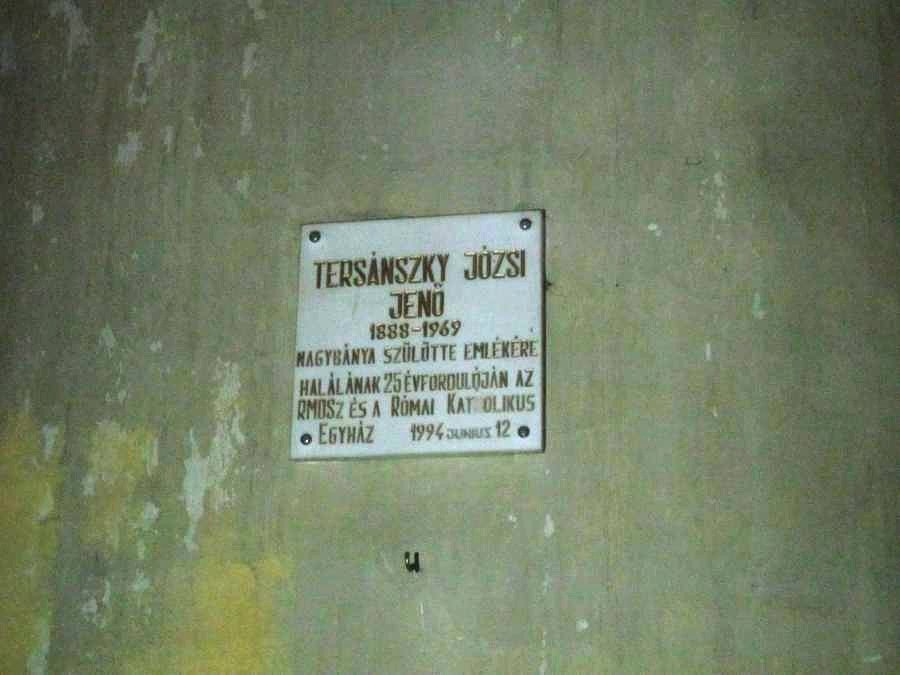 TERSÁNSZKY JÓZSI
JENŐ
1888-1969
NAGYBÁNYA SZÜLÖTTE EMLÉKÉRE
HALÁLÁNAK 25 ÉVFORDULÓJÁN AZ
RMDSZ ÉS A RÓMAI KATOLIKUS
EGYHÁZ 1994 JUNIUS 12